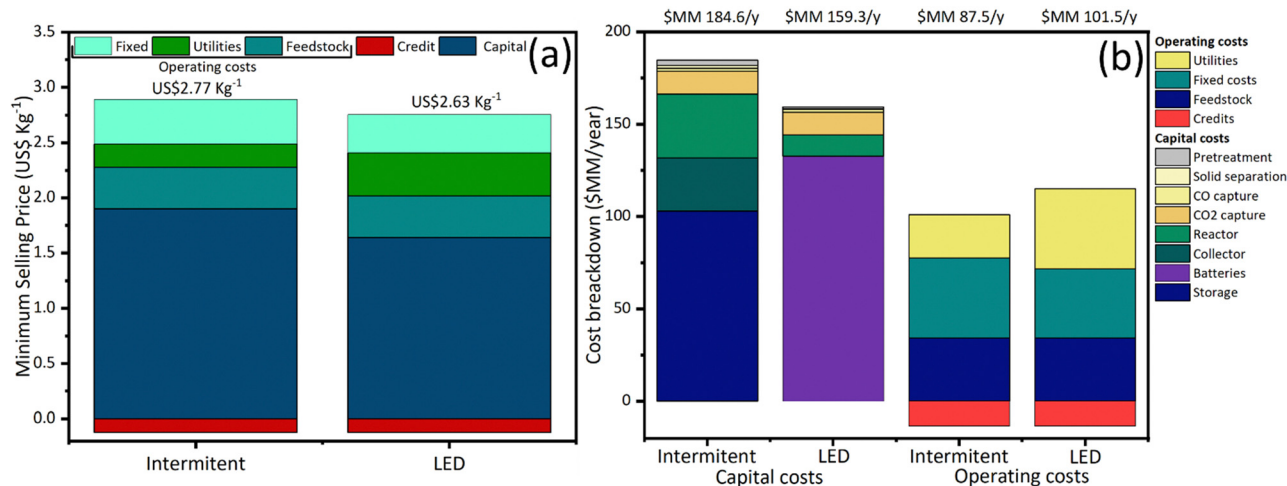 (a)
Fixed Utilities Feedstock Credit Capital
Operating costs
US$2.77 Kg-1
US$2.63 Kg-1
Minimum Selling Price (US$ Kg-1)
3.5
3.0
2.5
2.0
1.5
1.0
0.5
0.0
Intermitent LED
$MM 184.6/y $MM 159.3/y $MM 87.5/y $MM 101.5/y
(b)
Cost breackdown ($MM/year)
200
150
100
50
0
Intermitent LED Intermitent LED
Capital costs Operating costs
Operating costs
Utilities
Fixed costs
Feedstock
Credits
Capital costs
Pretreatment
Solid separation
CO capture
CO2 capture
Reactor
Collector
Batteries
Storage